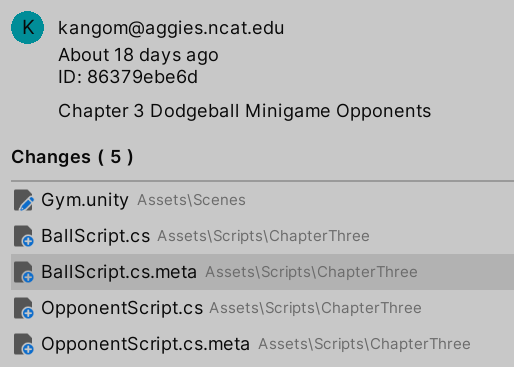 K
kangom@aggies.ncat.edu
About 18 days ago
ID: 86379ebe6d
Chapter 3 Dodgeball Minigame Opponents
Changes ( 5 )
Gym.unity Assets\Scenes
BallScript.cs Assets\Scripts\ChapterThree
BallScript.cs.meta Assets\Scripts\ChapterThree
OpponentScript.cs Assets\Scripts\ChapterThree
OpponentScript.cs.meta Assets\Scripts\ChapterThree